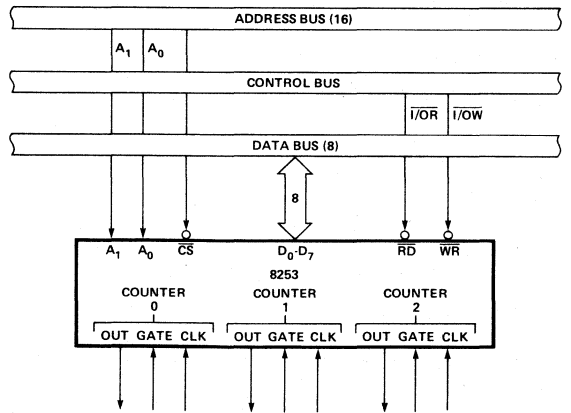 ADDRESS BUS (16)
A1 A0
CONTROL BUS
I/OR I/OW
DATA BUS (8)
8
A1 A0 CS D0-D7 RD WR
8253
COUNTER COUNTER COUNTER
0 1 2
OUT GATE CLK OUT GATE CLK OUT GATE CLK